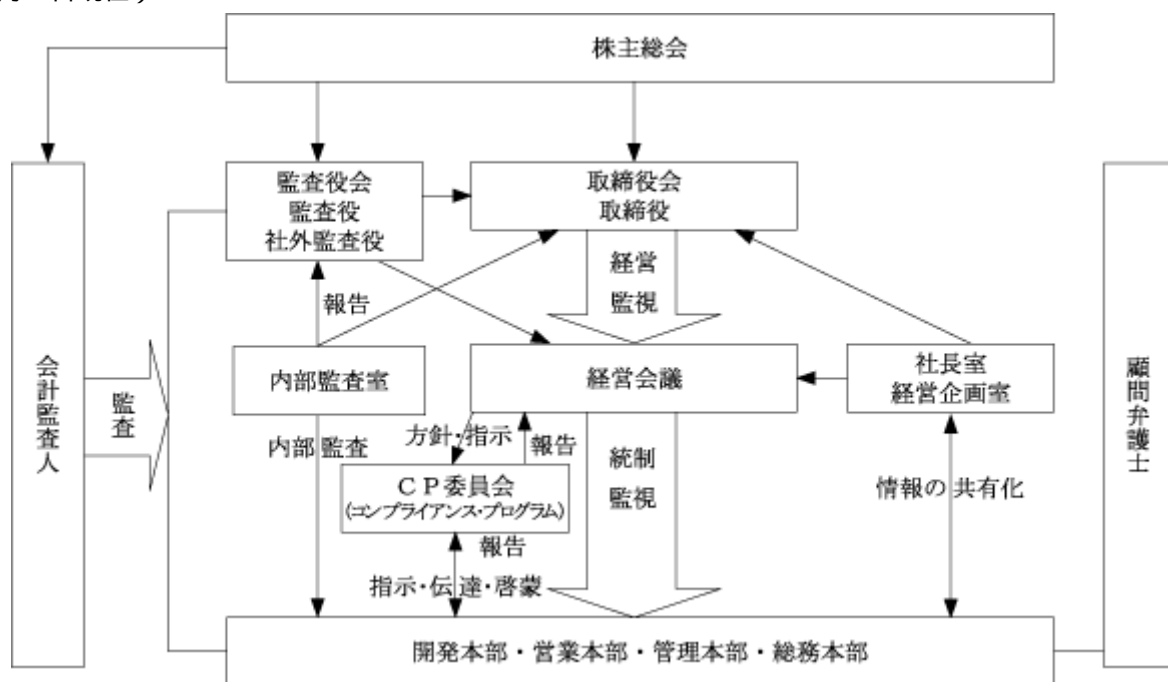 株主総会
監査役会
監査役
社外監査役
取締役会
取締役
経営
監視
報告
会計監査人
監査
内部監査室
経営会議
社長室
経営企画室
顧問弁護士
内部監査
方針・指示
報告
統制
監視
CP委員会
(コンプライアンス・プログラム)
情報の共有化
報告
指示・伝達・啓蒙
開発本部・営業本部・管理本部・総務本部